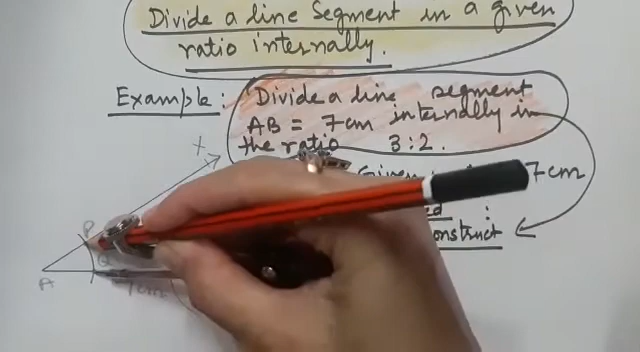 Divide a line Segment in a given
ratio internally.
Example: Divide a line segment
AB = 7cm internally in
the ratio 3:2.
Given 7cm
:
onstruct
X
P
Q
A
7cm